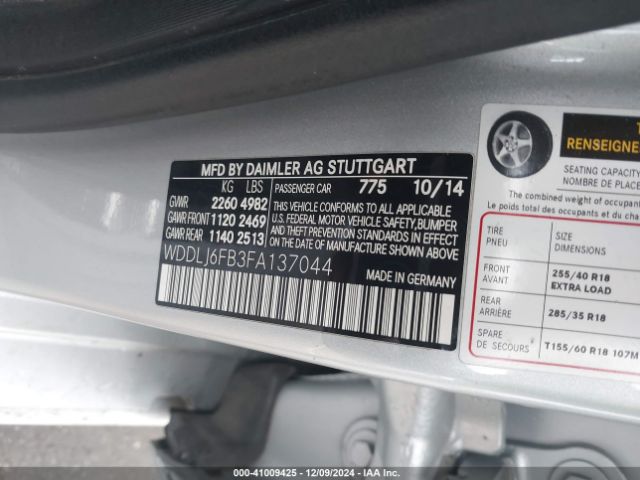 MFD BY DAIMLER AG STUTTGART
KG LBS PASSENGER CAR 775 10/14
GVWR 2260 4982
GAWR FRONT 1120 2469
GAWR REAR 1140 2513
THIS VEHICLE CONFORMS TO ALL APPLICABLE
U.S. FEDERAL MOTOR VEHICLE SAFETY, BUMPER
AND THEFT PREVENTION STANDARDS IN EFFECT
ON THE DATE OF MANUFACTURE SHOWN ABOVE.
WDDLJ6FB3FA137044
MADE IN GERMANY
RENSEIGNE
SEATING CAPACITY
NOMBRE DE PLACE
The combined weight of occupant
Le poids total des occupants
TIRE SIZE
PNEU DIMENSIONS
FRONT 255/40 R18
AVANT EXTRA LOAD
REAR 285/35 R18
ARRIÈRE
SPARE T155/60 R18 107M
DE SECOURS
000-41009425 - 12/09/2024 - IAA, Inc.